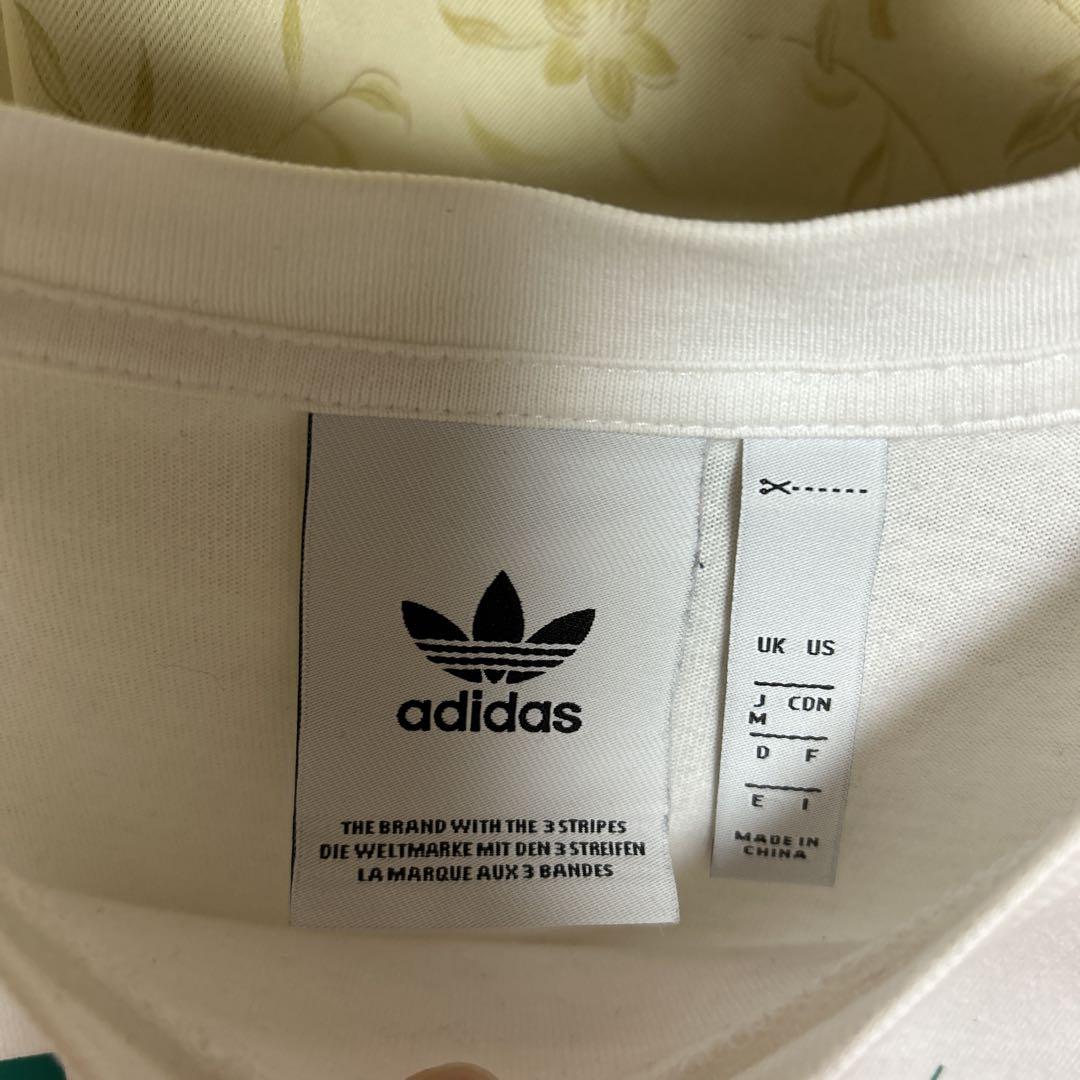 adidas
THE BRAND WITH THE 3 STRIPES
DIE WELTMARKE MIT DEN 3 STREIFEN
LA MARQUE AUX 3 BANDES
UK US
J CDN
M
D F
E I
MADE IN
CHINA